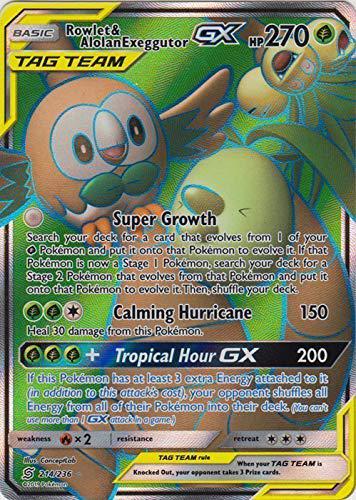 BASIC
Rowlet&
AlolanExeggutor GX HP270
TAG TEAM
Super Growth
Search your deck for a card that evolves from 1 of your
Pokémon and put it onto that Pokémon to evolve it. If that
Pokémon is now a Stage 1 Pokémon, search your deck for a
Stage 2 Pokémon that evolves from that Pokémon and put it
onto that Pokémon to evolve it. Then, shuffle your deck.
Calming Hurricane 150
Heal 30 damage from this Pokémon.
+ Tropical Hour GX 200
If this Pokémon has at least 3 extra Energy attached to it
(in addition to this attack's cost), your opponent shuffles all
Energy from all of their Pokémon into their deck. (You can't
use more than 1 GX attack in a game.)
weakness ×2 resistance retreat
TAG TEAM rule When your TAG TEAM is
Knocked Out, your opponent takes 3 Prize Cards.
Illus. ConceptLab
214/236
©2019 Pokémon